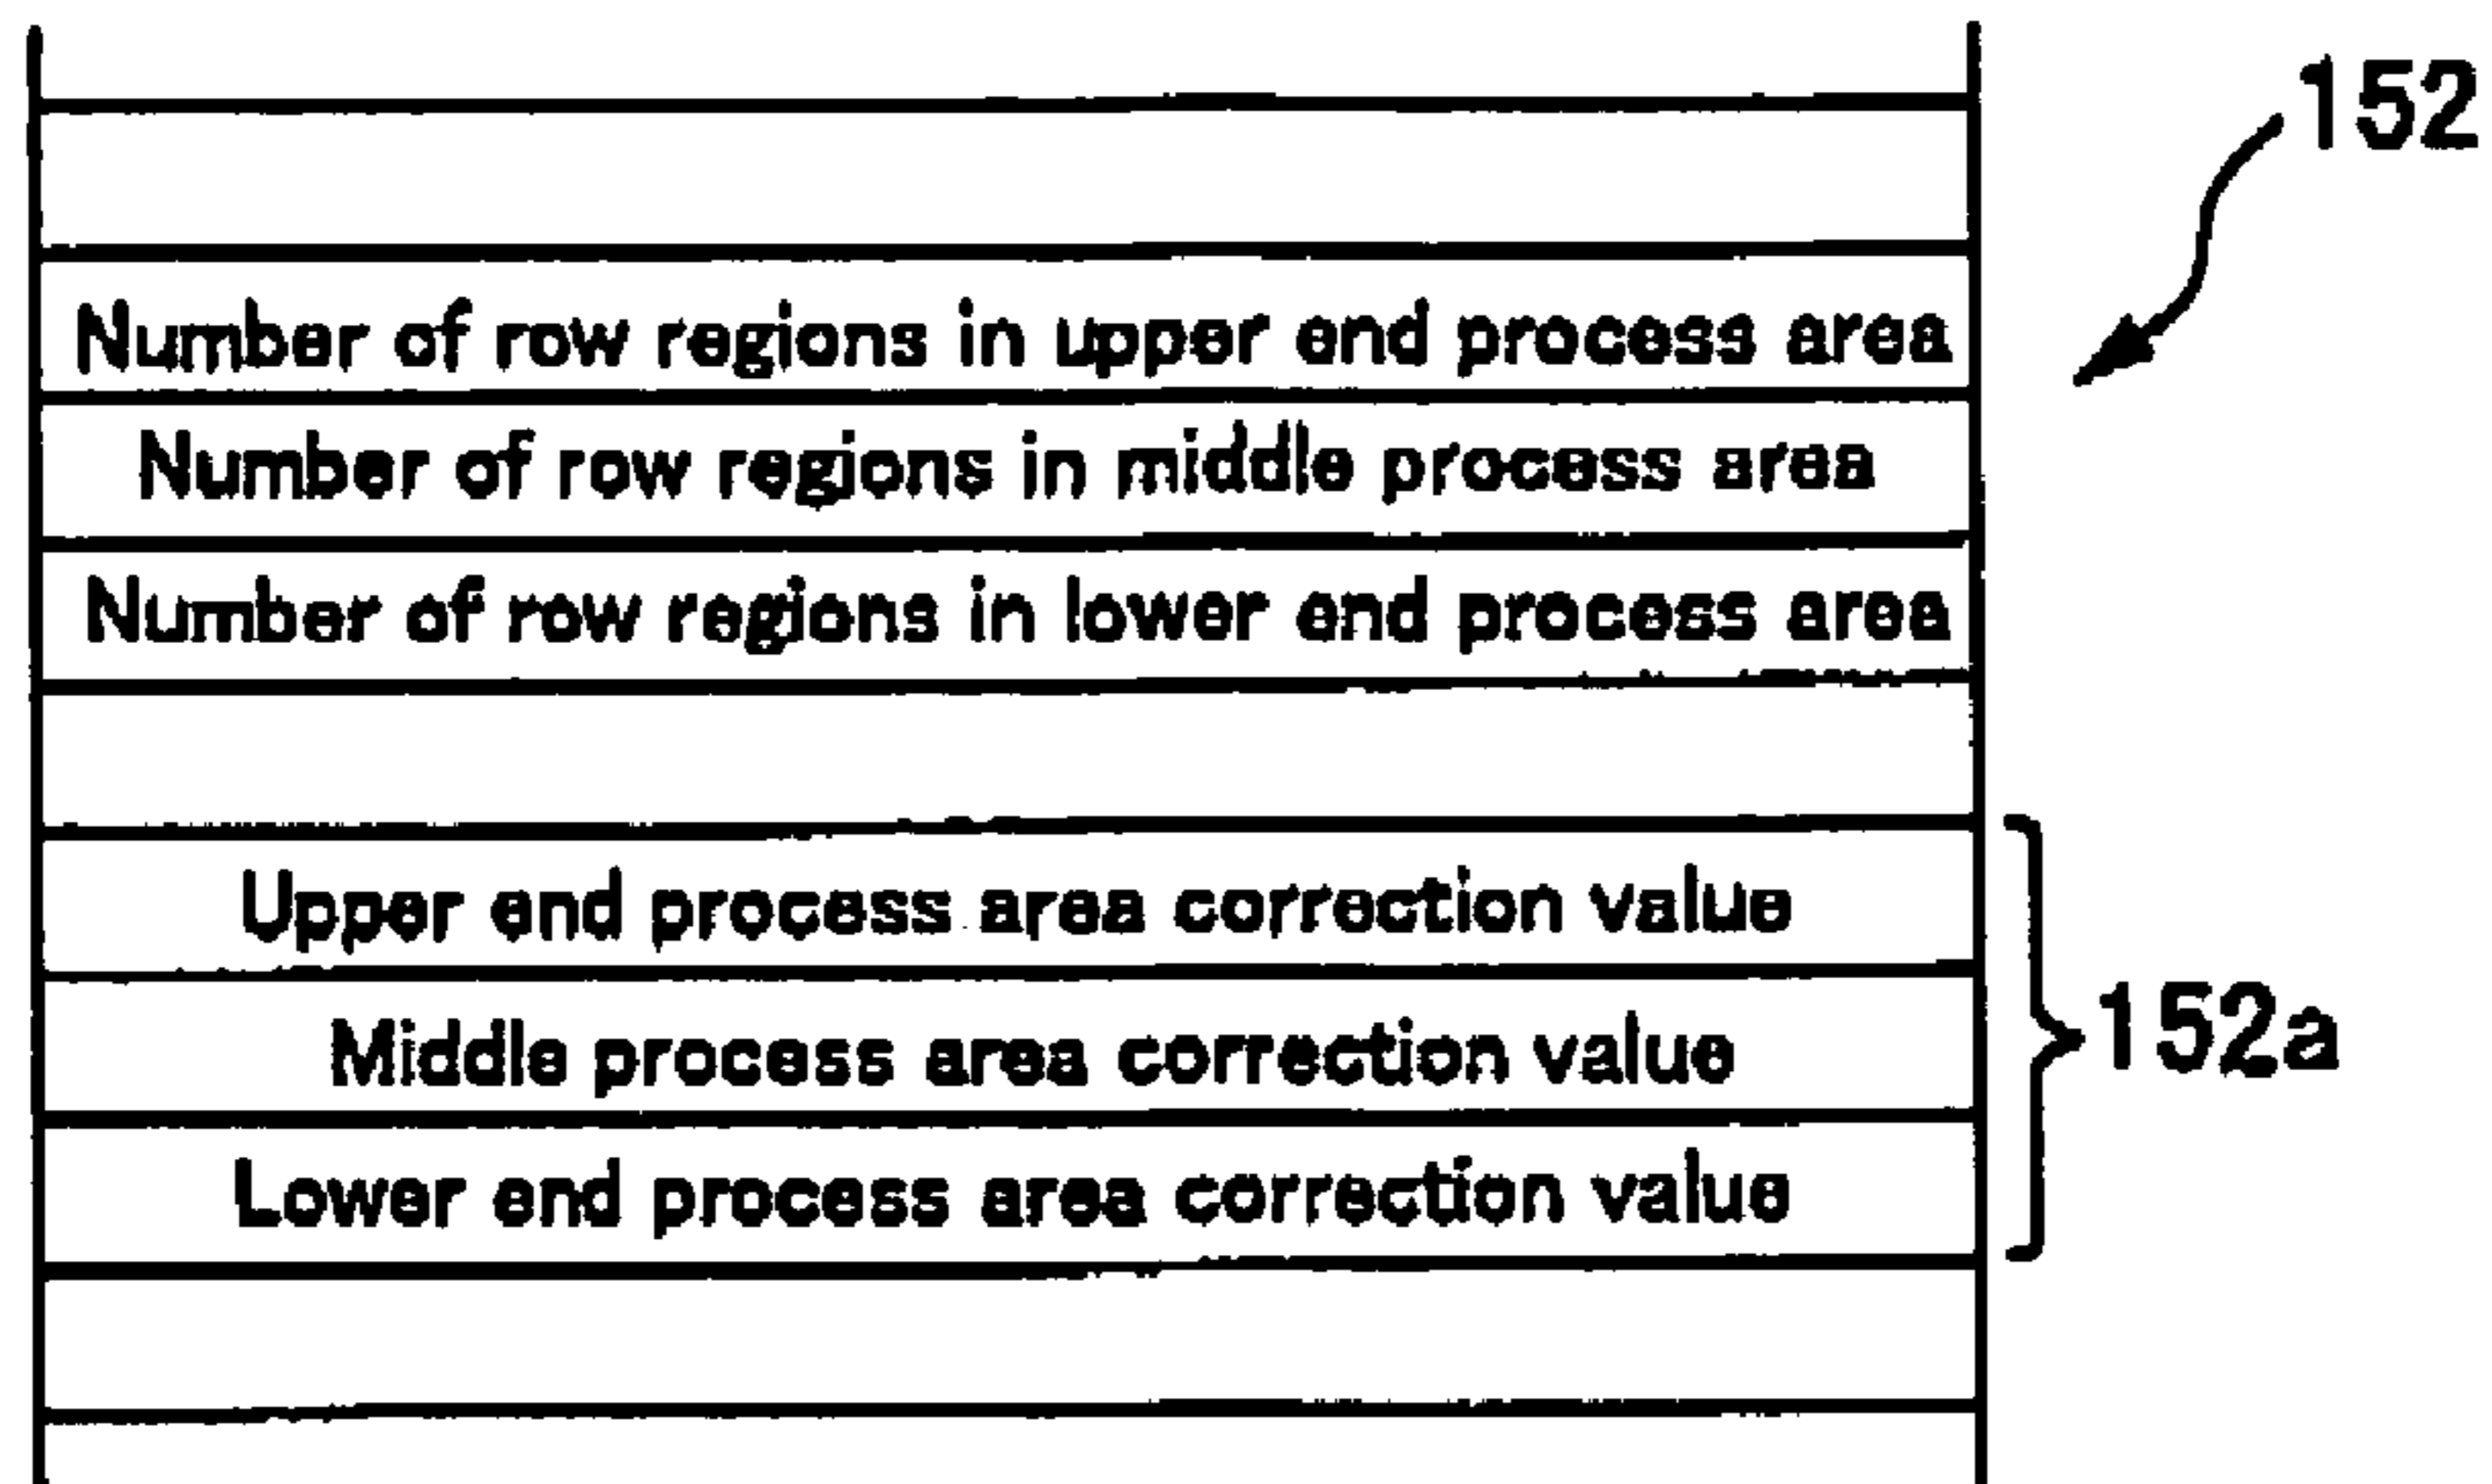 152
Number of row regions in upper end process area
Number of row regions in middle process area
Number of row regions in lower end process area
Upper end process area correction value
Middle process area correction value
152a
Lower end process area correction value